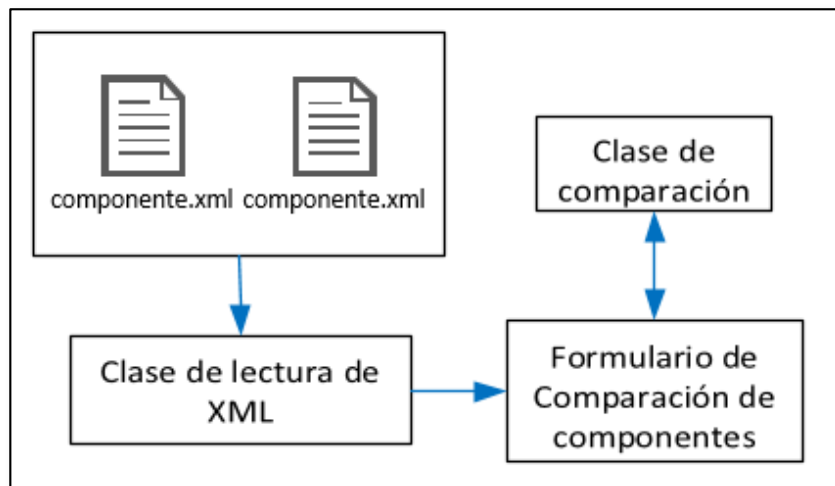 componente.xml componente.xml
Clase de
comparación
Clase de lectura de
XML
Formulario de
Comparación de
componentes